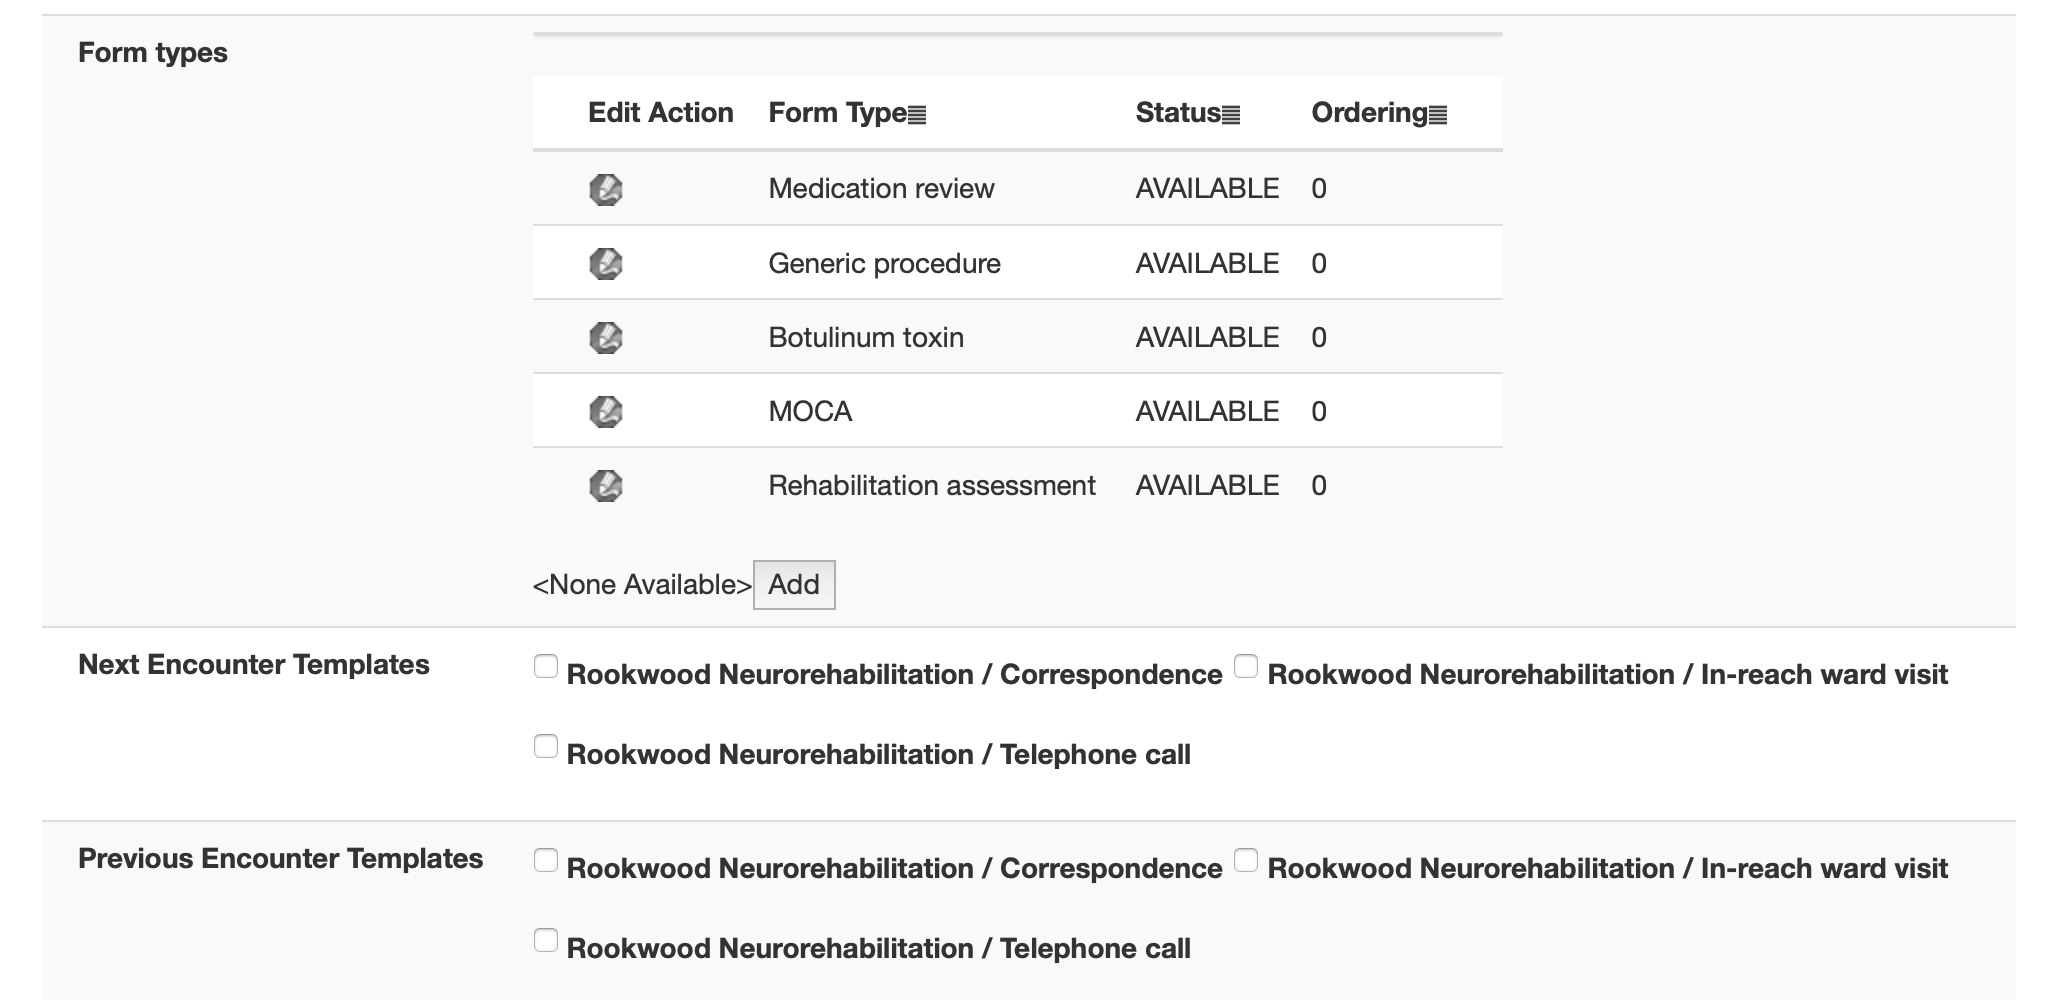 Form types
Edit Action Form Type Status Ordering
Medication review AVAILABLE 0
Generic procedure AVAILABLE 0
Botulinum toxin AVAILABLE 0
MOCA AVAILABLE 0
Rehabilitation assessment AVAILABLE 0
<None Available> Add
Next Encounter Templates Rookwood Neurorehabilitation / Correspondence Rookwood Neurorehabilitation / In-reach ward visit
Rookwood Neurorehabilitation / Telephone call
Previous Encounter Templates Rookwood Neurorehabilitation / Correspondence Rookwood Neurorehabilitation / In-reach ward visit
Rookwood Neurorehabilitation / Telephone call